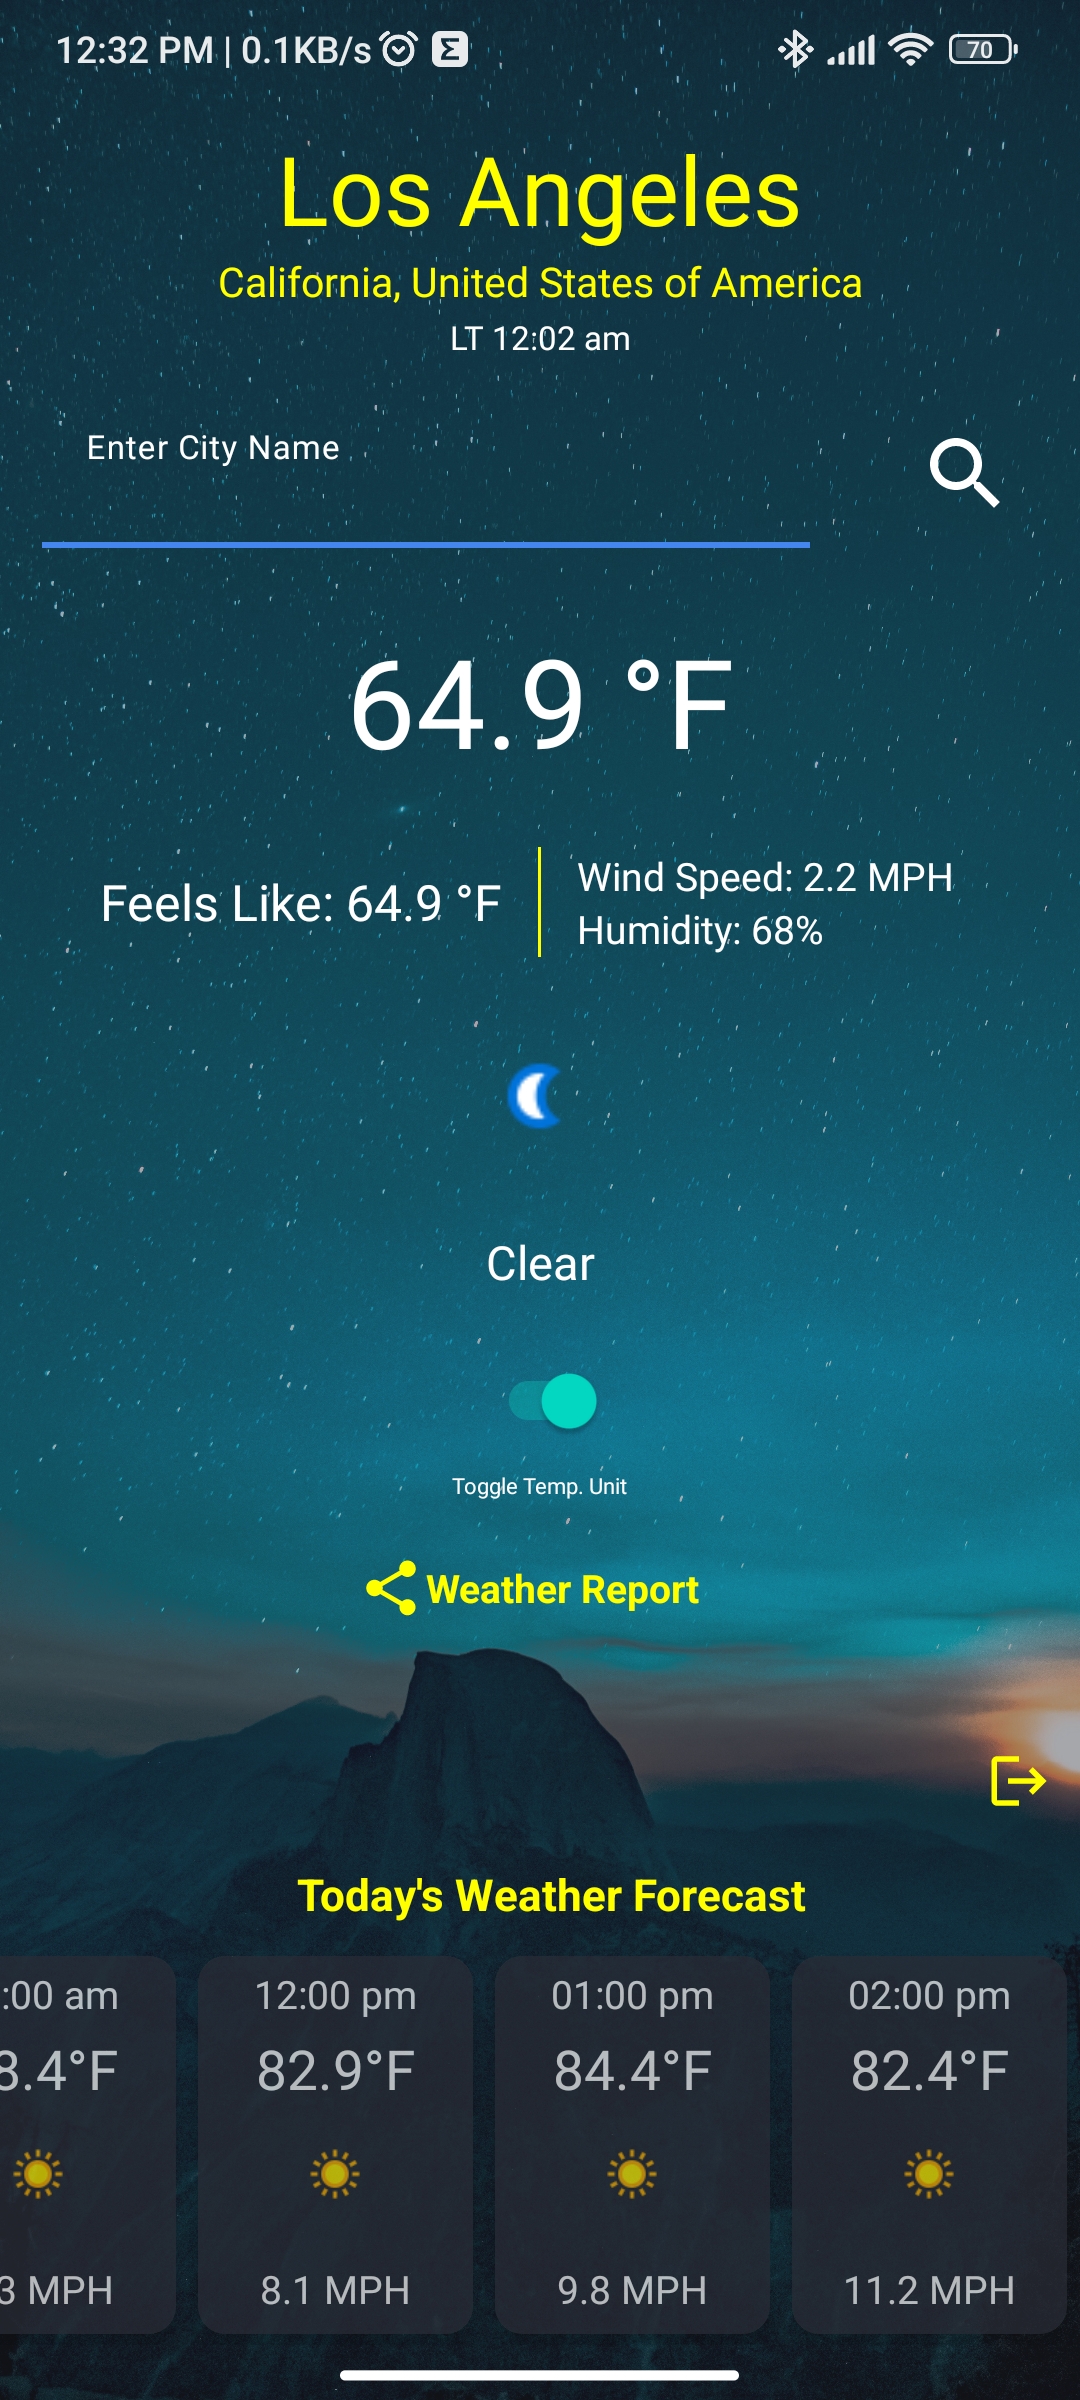 12:32 PM | 0.1KB/s
70
Los Angeles
California, United States of America
LT 12:02 am
Enter City Name
64.9 °F
Feels Like: 64.9 °F
Wind Speed: 2.2 MPH
Humidity: 68%
Clear
Toggle Temp. Unit
Weather Report
Today's Weather Forecast
:00 am 12:00 pm 01:00 pm 02:00 pm
8.4°F 82.9°F 84.4°F 82.4°F
3 MPH 8.1 MPH 9.8 MPH 11.2 MPH